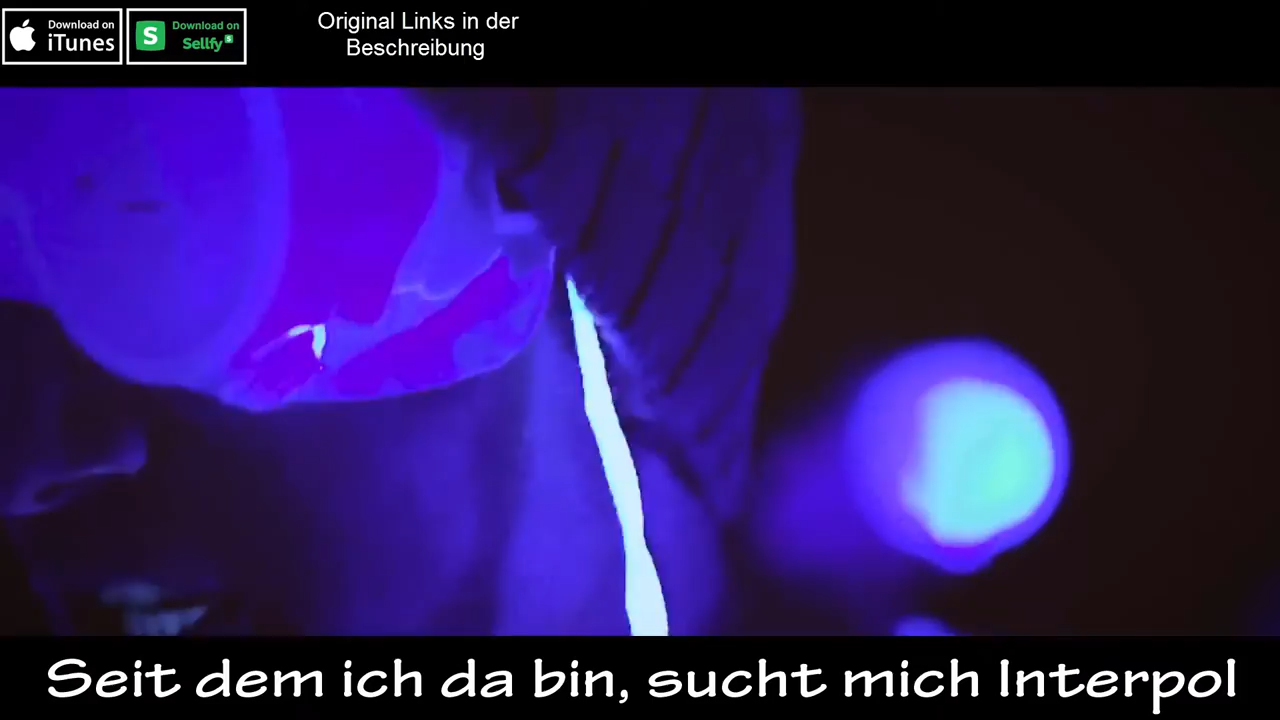 Download on
iTunes
S
Download on
Sellfy S
Original Links in der
Beschreibung
Seit dem ich da bin, sucht mich Interpol